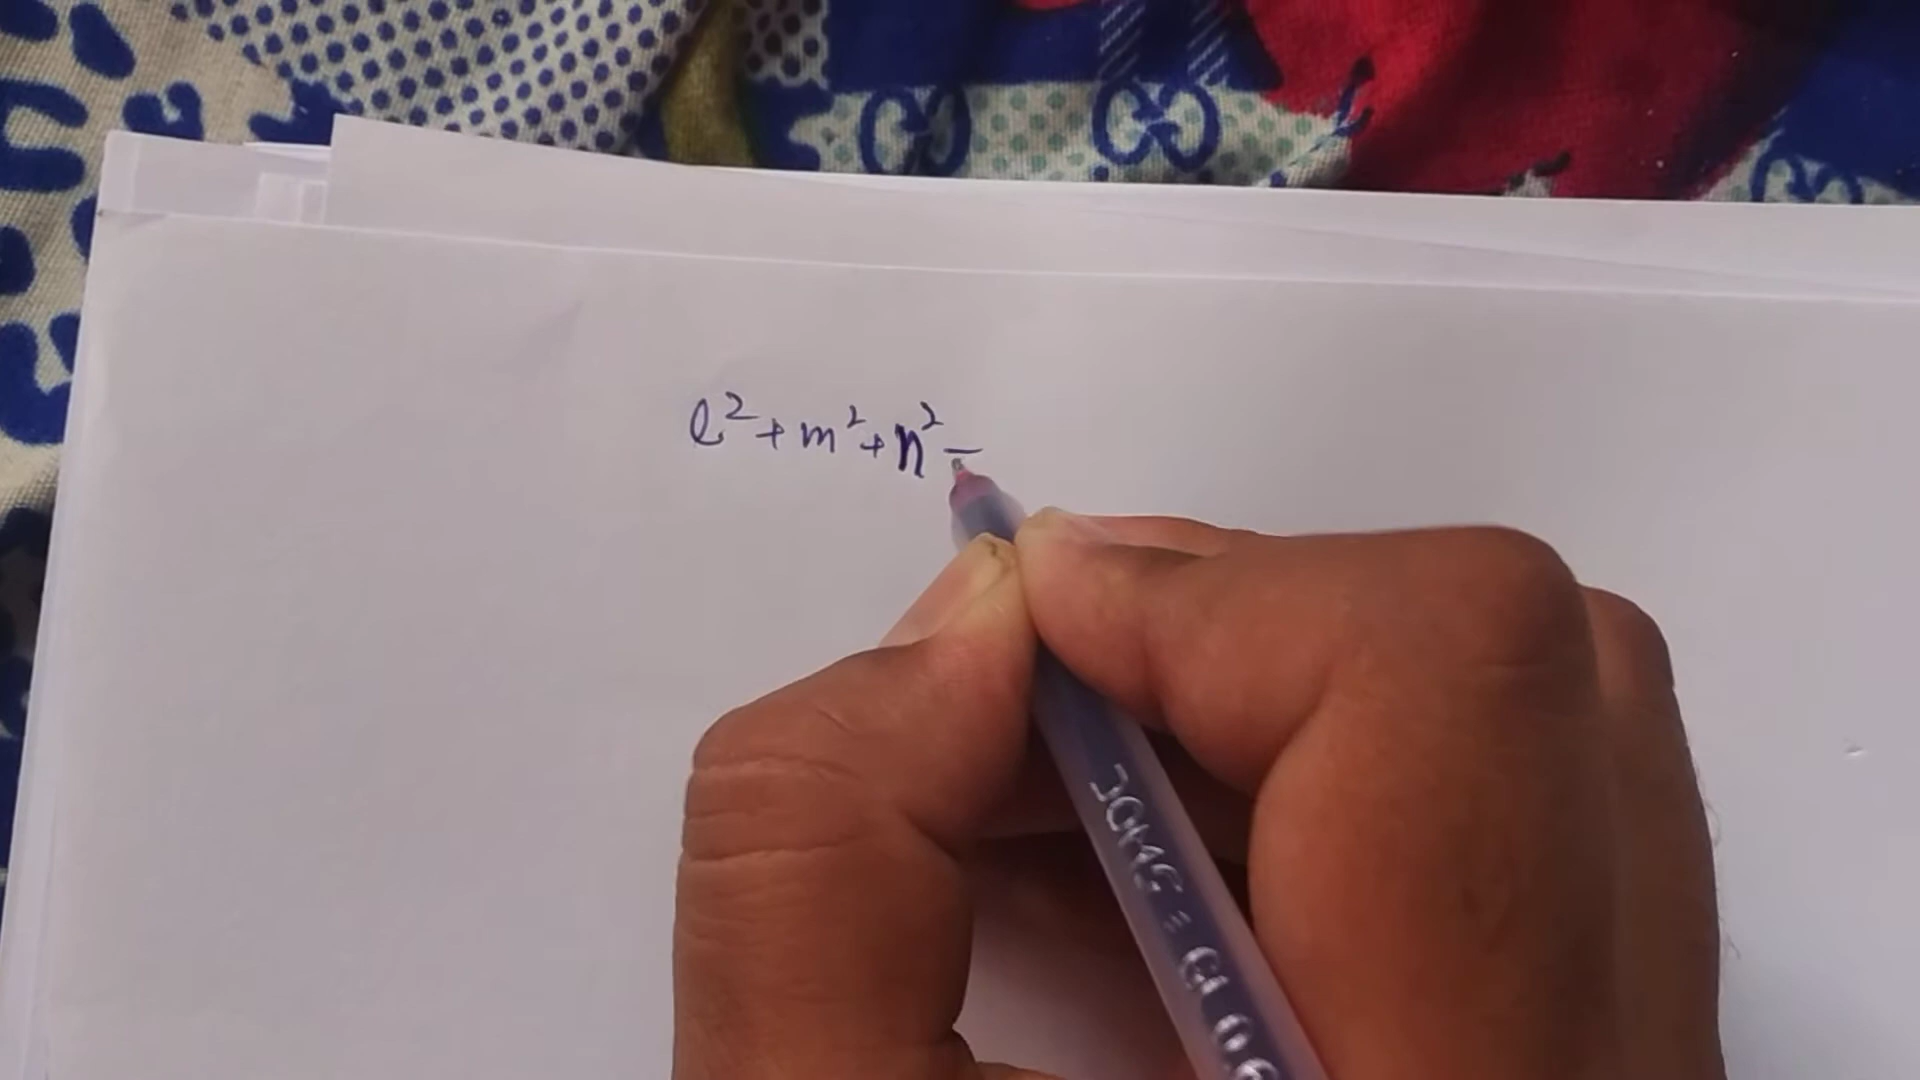 l² + m² + n² =